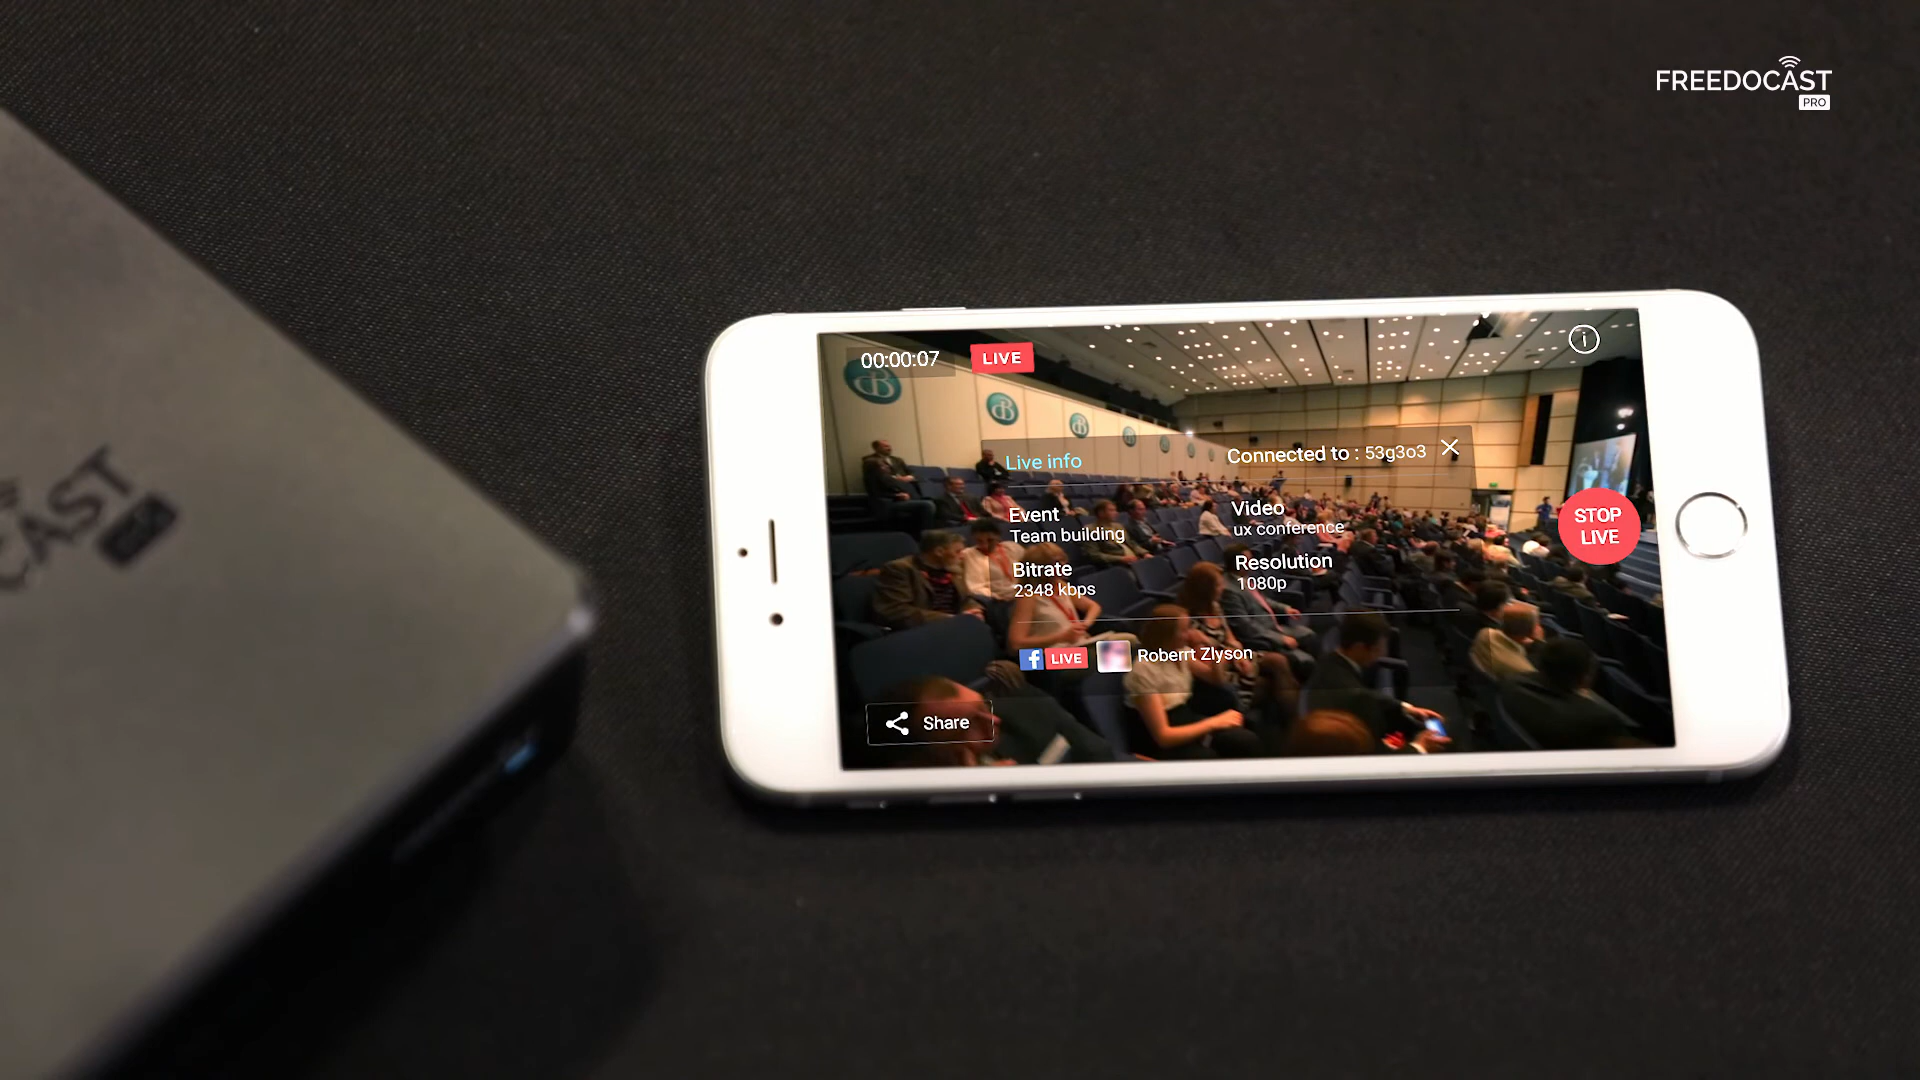 FREEDOCAST
PRO
00:00:07
LIVE
Live info
Connected to : 53g3o3
Event
Team building
Video
ux conference
Bitrate
2348 kbps
Resolution
1080p
STOP
LIVE
f LIVE
Roberrt Zlyson
Share
CAST